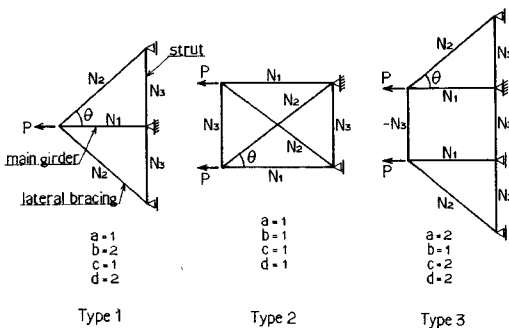 N₂
strut
N₃
P
θ
N₁
main girder
N₂
N₃
lateral bracing
a=1
b=2
c=1
d=2
Type 1
P
N₁
N₂
N₃
N₃
θ
N₂
P
N₁
a=1
b=1
c=1
d=1
Type 2
N₂
N₃
P
θ
N₁
-N₃
N₃
N₁
P
N₂
N₃
a=2
b=1
c=2
d=2
Type 3